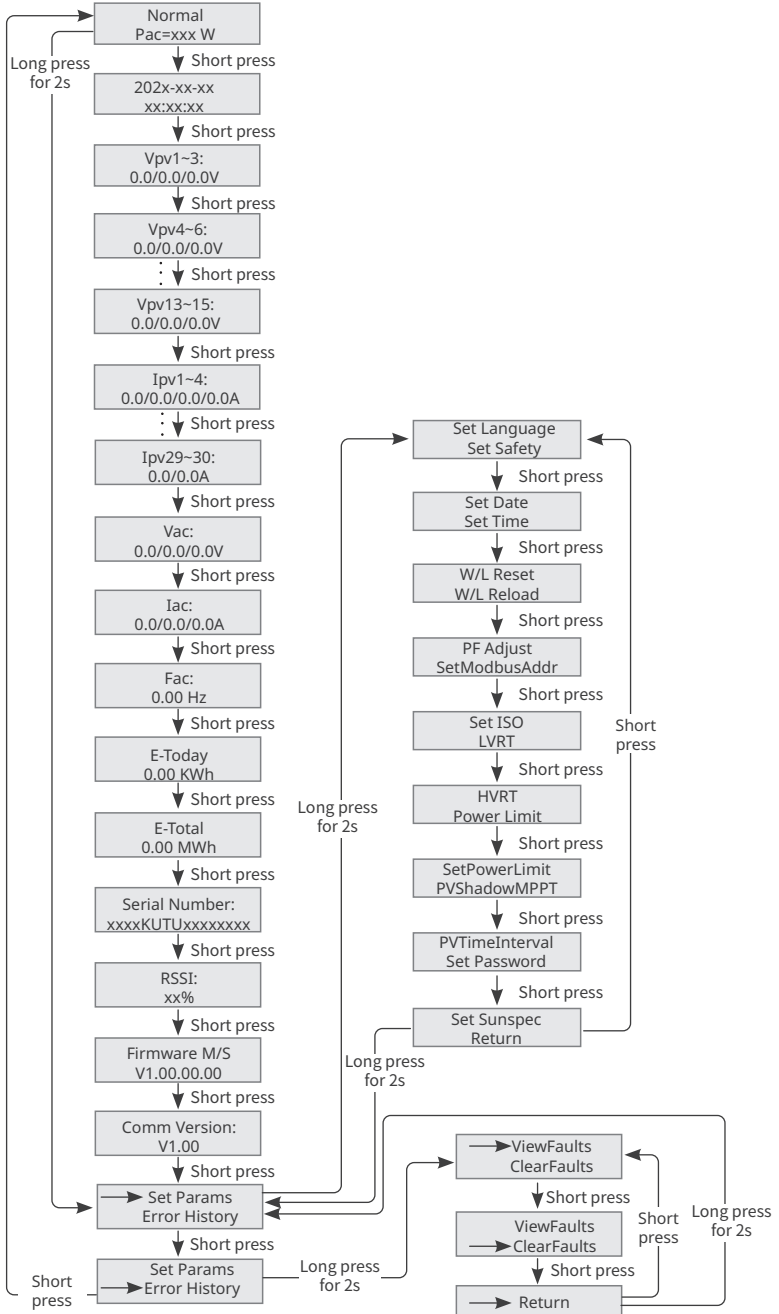 Normal
Pac=xxx W
Long press
for 2s
Short press
202x-xx-xx
xx:xx:xx
Short press
Vpv1~3:
0.0/0.0/0.0V
Short press
Vpv4~6:
0.0/0.0/0.0V
Short press
Vpv13~15:
0.0/0.0/0.0V
Short press
Ipv1~4:
0.0/0.0/0.0/0.0A
Short press
Ipv29~30:
0.0/0.0A
Short press
Vac:
0.0/0.0/0.0V
Short press
Iac:
0.0/0.0/0.0A
Short press
Fac:
0.00 Hz
Short press
E-Today
0.00 KWh
Short press
E-Total
0.00 MWh
Short press
Serial Number:
xxxxKUTUxxxxxxxx
Short press
RSSI:
xx%
Short press
Firmware M/S
V1.00.00.00
Short press
Comm Version:
V1.00
Short press
Set Params
Error History
Short press
Set Params
Error History
Short
press
Long press
for 2s
Set Language
Set Safety
Short press
Set Date
Set Time
Short press
W/L Reset
W/L Reload
Short press
PF Adjust
SetModbusAddr
Short press
Set ISO
LVRT
Short press
HVRT
Power Limit
Short press
SetPowerLimit
PVShadowMPPT
Short press
PVTimeInterval
Set Password
Short press
Set Sunspec
Return
Short
press
Long press
for 2s
Long press
for 2s
ViewFaults
ClearFaults
Short press
ViewFaults
ClearFaults
Short press
Return
Short
press
Long press
for 2s